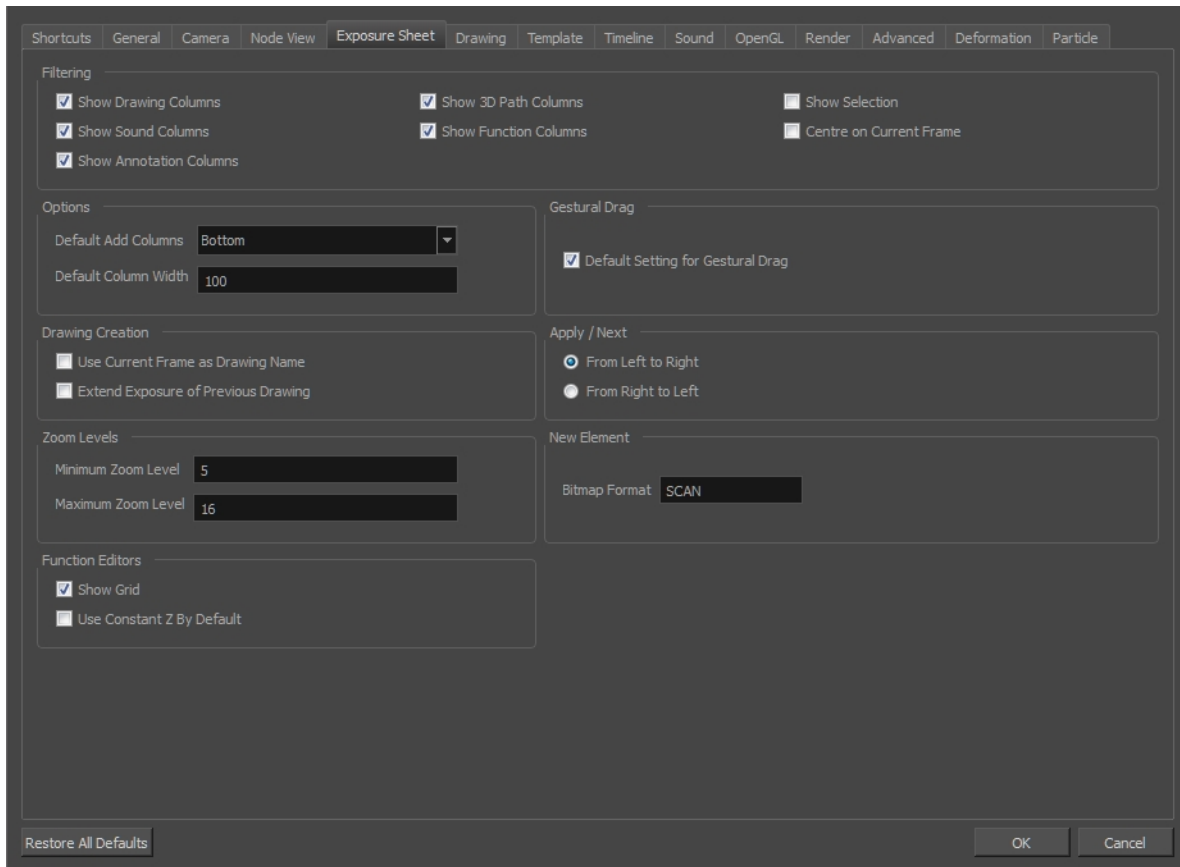 Shortcuts General Camera Node View Exposure Sheet Drawing Template Timeline Sound OpenGL Render Advanced Deformation Particle
Filtering
Show Drawing Columns Show 3D Path Columns Show Selection
Show Sound Columns Show Function Columns Centre on Current Frame
Show Annotation Columns
Options
Default Add Columns Bottom
Default Column Width 100
Gestural Drag
Default Setting for Gestural Drag
Drawing Creation
Use Current Frame as Drawing Name
Extend Exposure of Previous Drawing
Apply / Next
From Left to Right
From Right to Left
Zoom Levels
Minimum Zoom Level 5
Maximum Zoom Level 16
New Element
Bitmap Format SCAN
Function Editors
Show Grid
Use Constant Z By Default
Restore All Defaults OK Cancel